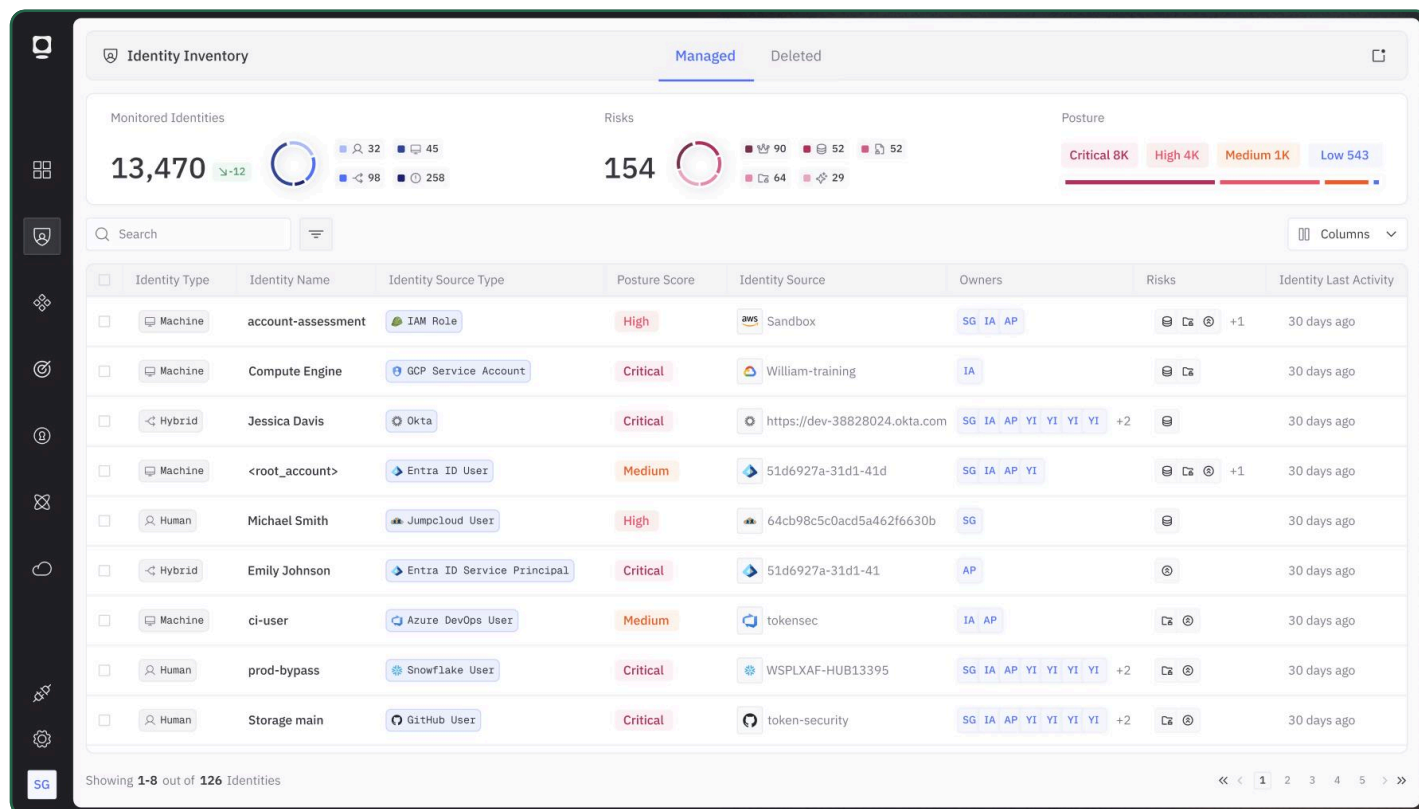 Identity Inventory
Managed
Deleted
Monitored Identities
13,470
-12
32
45
98
258
Risks
154
90
52
52
64
29
Posture
Critical 8K
High 4K
Medium 1K
Low 543
Search
Columns
Identity Type Identity Name Identity Source Type Posture Score Identity Source Owners Risks Identity Last Activity
Machine account-assessment IAM Role High aws Sandbox SG IA AP +1 30 days ago
Machine Compute Engine GCP Service Account Critical William-training IA 30 days ago
Hybrid Jessica Davis Okta Critical https://dev-38828024.okta.com SG IA AP YI YI YI YI +2 30 days ago
Machine <root_account> Entra ID User Medium 51d6927a-31d1-41d SG IA AP YI +1 30 days ago
Human Michael Smith Jumpcloud User High 64cb98c5c0acd5a462f6630b SG 30 days ago
Hybrid Emily Johnson Entra ID Service Principal Critical 51d6927a-31d1-41 AP 30 days ago
Machine ci-user Azure DevOps User Medium tokensec IA AP 30 days ago
Human prod-bypass Snowflake User Critical WSPLXAF-HUB13395 SG IA AP YI YI YI YI +2 30 days ago
Human Storage main GitHub User Critical token-security SG IA AP YI YI YI YI +2 30 days ago
SG
Showing 1-8 out of 126 Identities
1 2 3 4 5